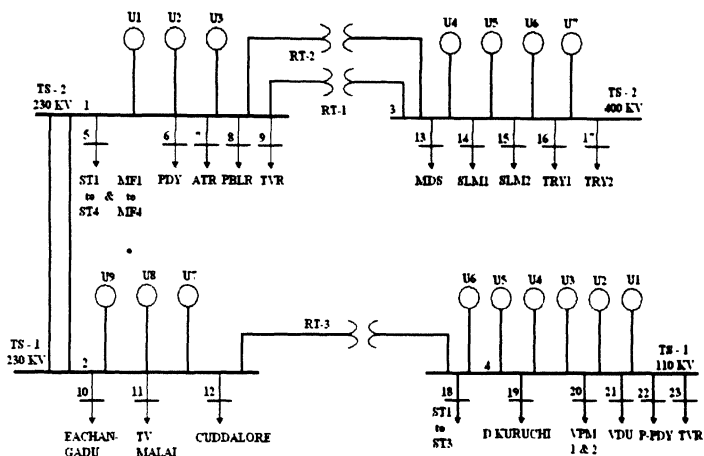 U1 U2 U3 U4 U5 U6 U7
RT-2
TS - 2
230 KV
1
RT-1
3
TS - 2
400 KV
5 6 7 8 9 13 14 15 16 17
ST1 MF1 PDY ATR PBLR TVR MDS SLM1 SLM2 TRY1 TRY2
to & to
ST4 MF4
U9 U8 U7 U6 U5 U4 U3 U2 U1
RT-3
TS - 1
230 KV
2
4
TS - 1
110 KV
10 11 12 18 19 20 21 22 23
EACHAN- TV CUDDALORE ST1 D.KURUCHI VPM VDU P-PDY TVR
GADU MALAI to 1 & 2
ST3